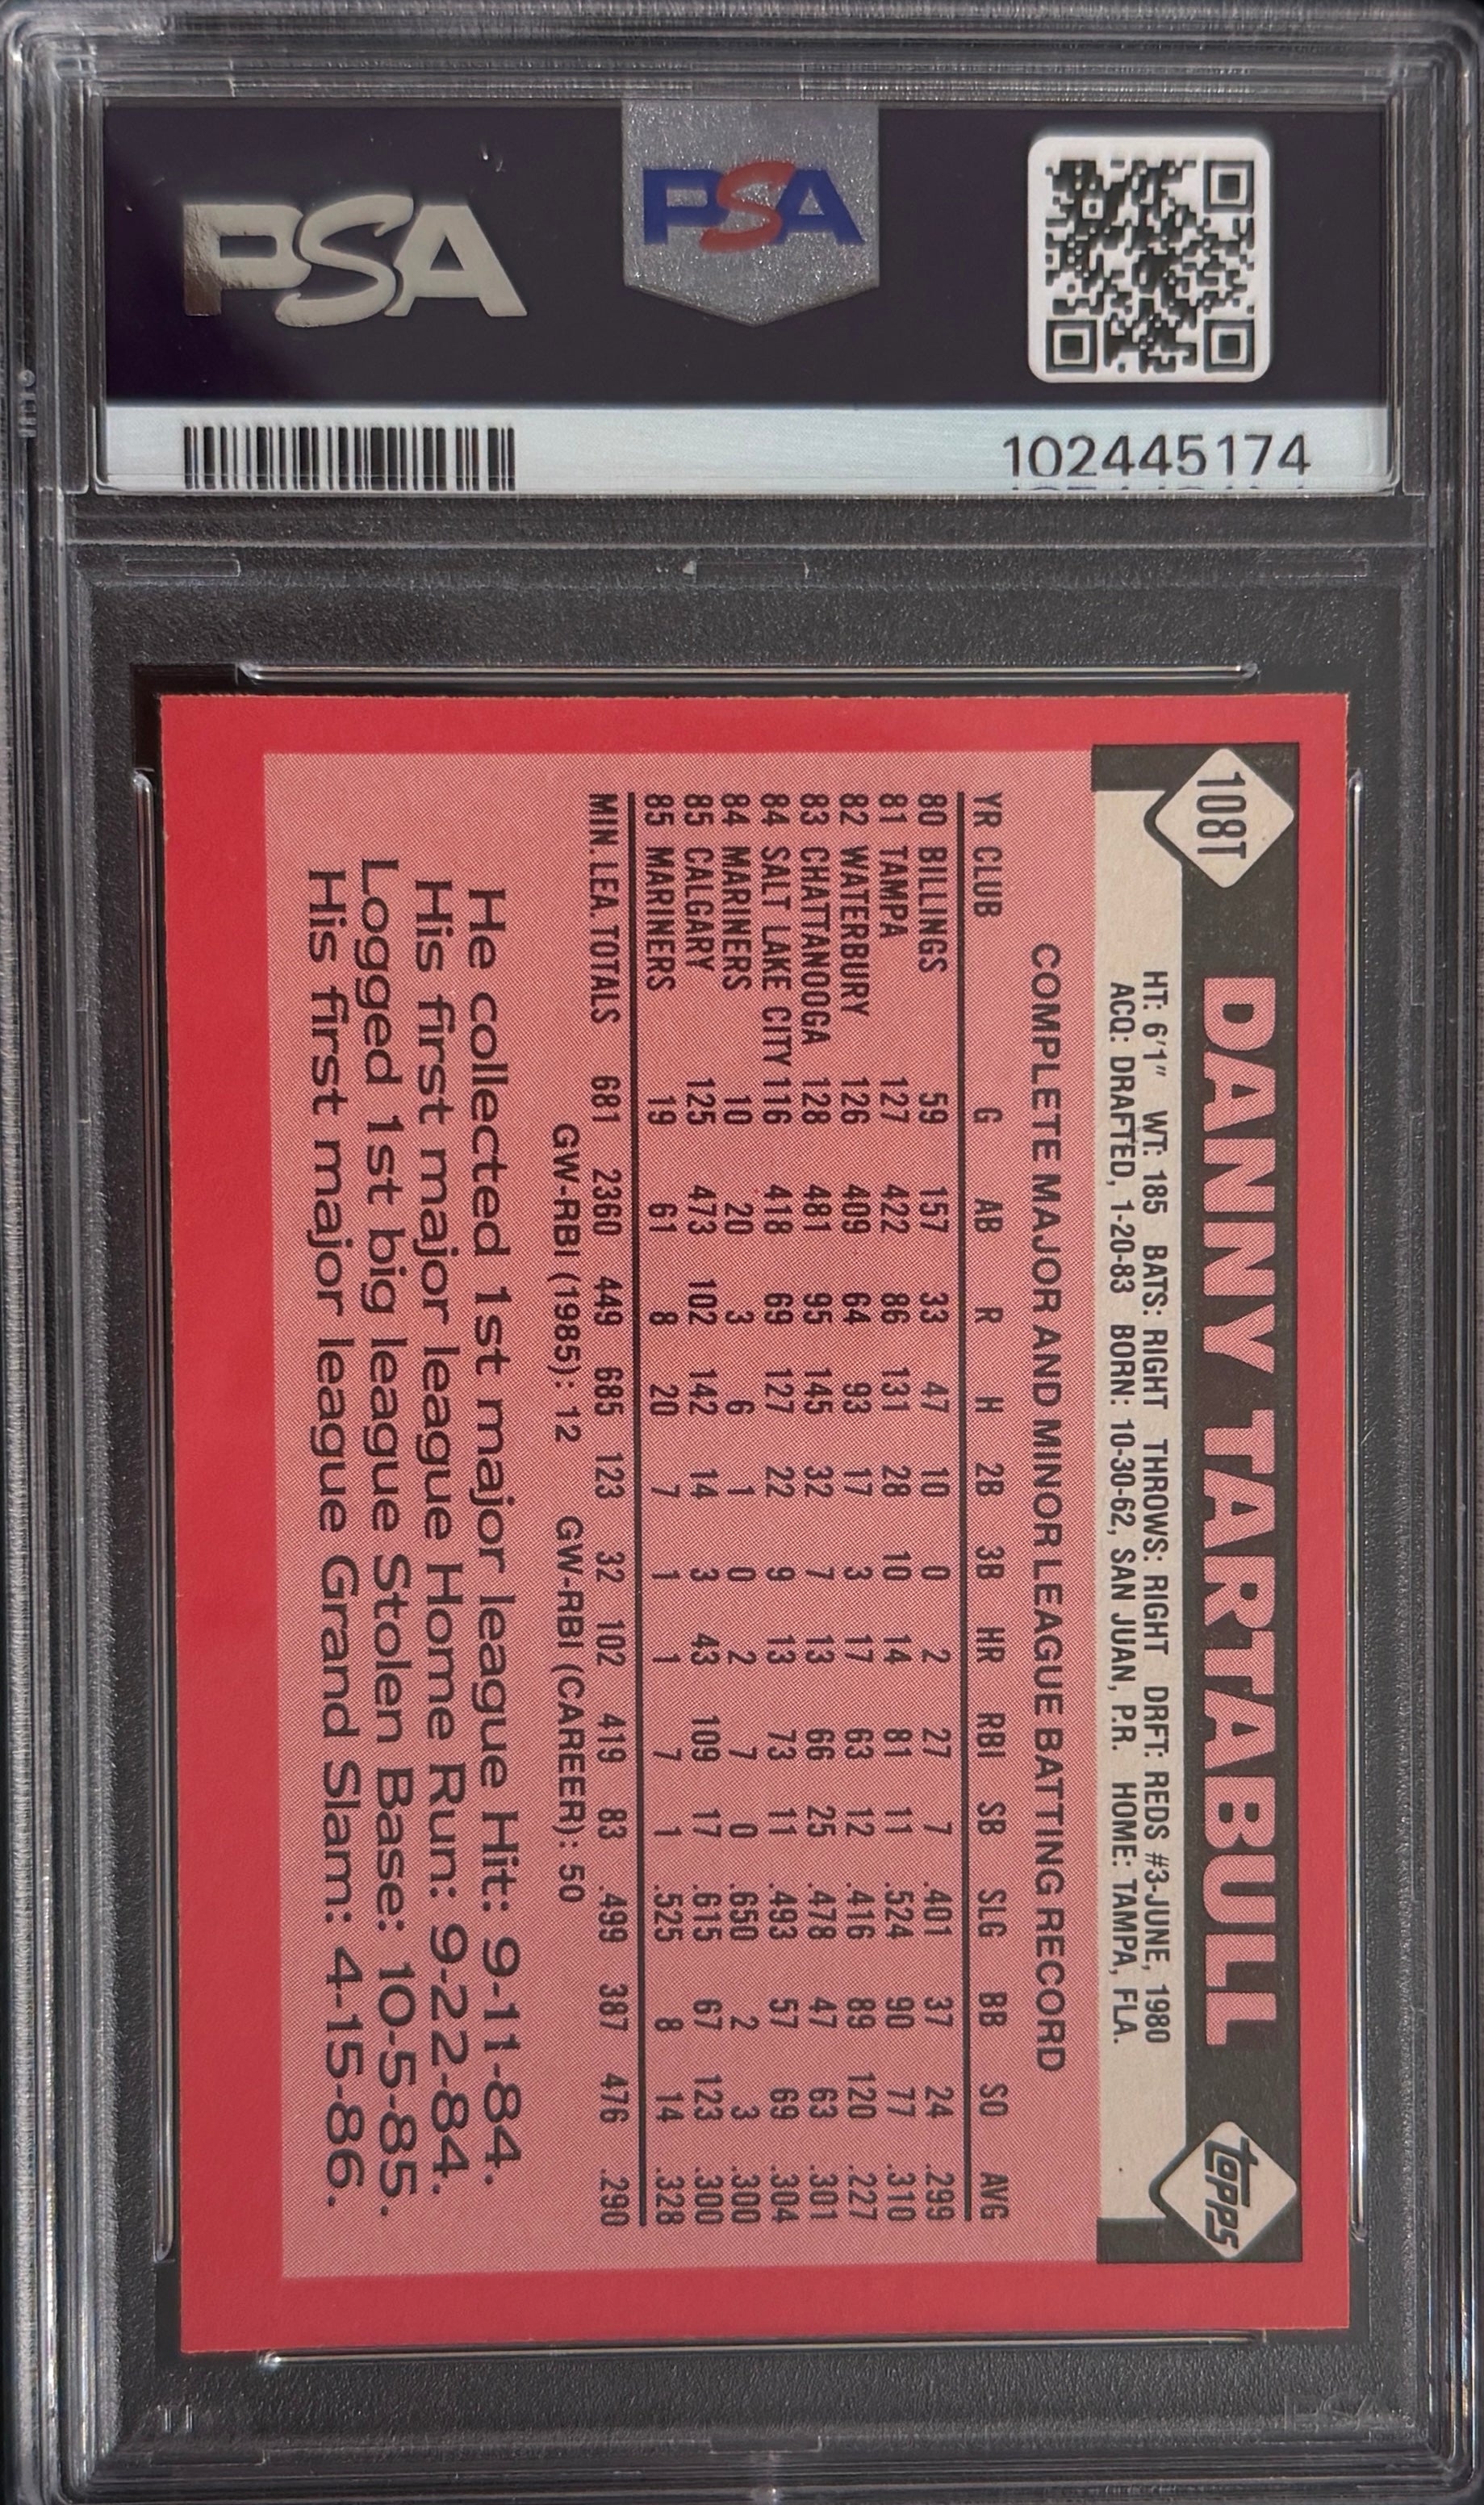 PSA
PSA
102445174
108T
DANNY TARTABULL
topps
HT: 6'1" WT: 185 BATS: RIGHT THROWS: RIGHT DRFT: REDS #3-JUNE, 1980
ACQ: DRAFTED, 1-20-83 BORN: 10-30-62, SAN JUAN, P.R. HOME: TAMPA, FLA.
COMPLETE MAJOR AND MINOR LEAGUE BATTING RECORD
YR CLUB G AB R H 2B 3B HR RBI SB SLG BB SO AVG
80 BILLINGS 59 157 33 47 10 0 2 27 7 .401 37 24 .299
81 TAMPA 127 422 86 131 28 10 14 81 11 .524 90 77 .310
82 WATERBURY 126 409 64 93 17 3 17 63 12 .416 89 120 .227
83 CHATTANOOGA 128 481 95 145 32 7 13 66 25 .478 47 63 .301
84 SALT LAKE CITY 116 418 69 127 22 9 13 73 11 .493 57 69 .304
84 MARINERS 10 20 3 6 1 0 2 7 0 .650 2 3 .300
85 CALGARY 125 473 102 142 14 3 43 109 17 .615 67 123 .300
85 MARINERS 19 61 8 20 7 1 1 7 1 .525 8 14 .328
MIN. LEA. TOTALS 681 2360 449 685 123 32 102 419 83 .499 387 476 .290
GW-RBI (1985): 12 GW-RBI (CAREER): 50
He collected 1st major league Hit: 9-11-84.
His first major league Home Run: 9-22-84.
Logged 1st big league Stolen Base: 10-5-85.
His first major league Grand Slam: 4-15-86.